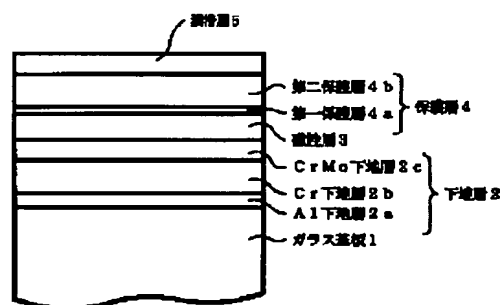 潤滑層5
第二保護層4b
第一保護層4a
保護層4
磁性層3
CrMo下地層2c
Cr下地層2b
下地層2
Al下地層2a
ガラス基板1